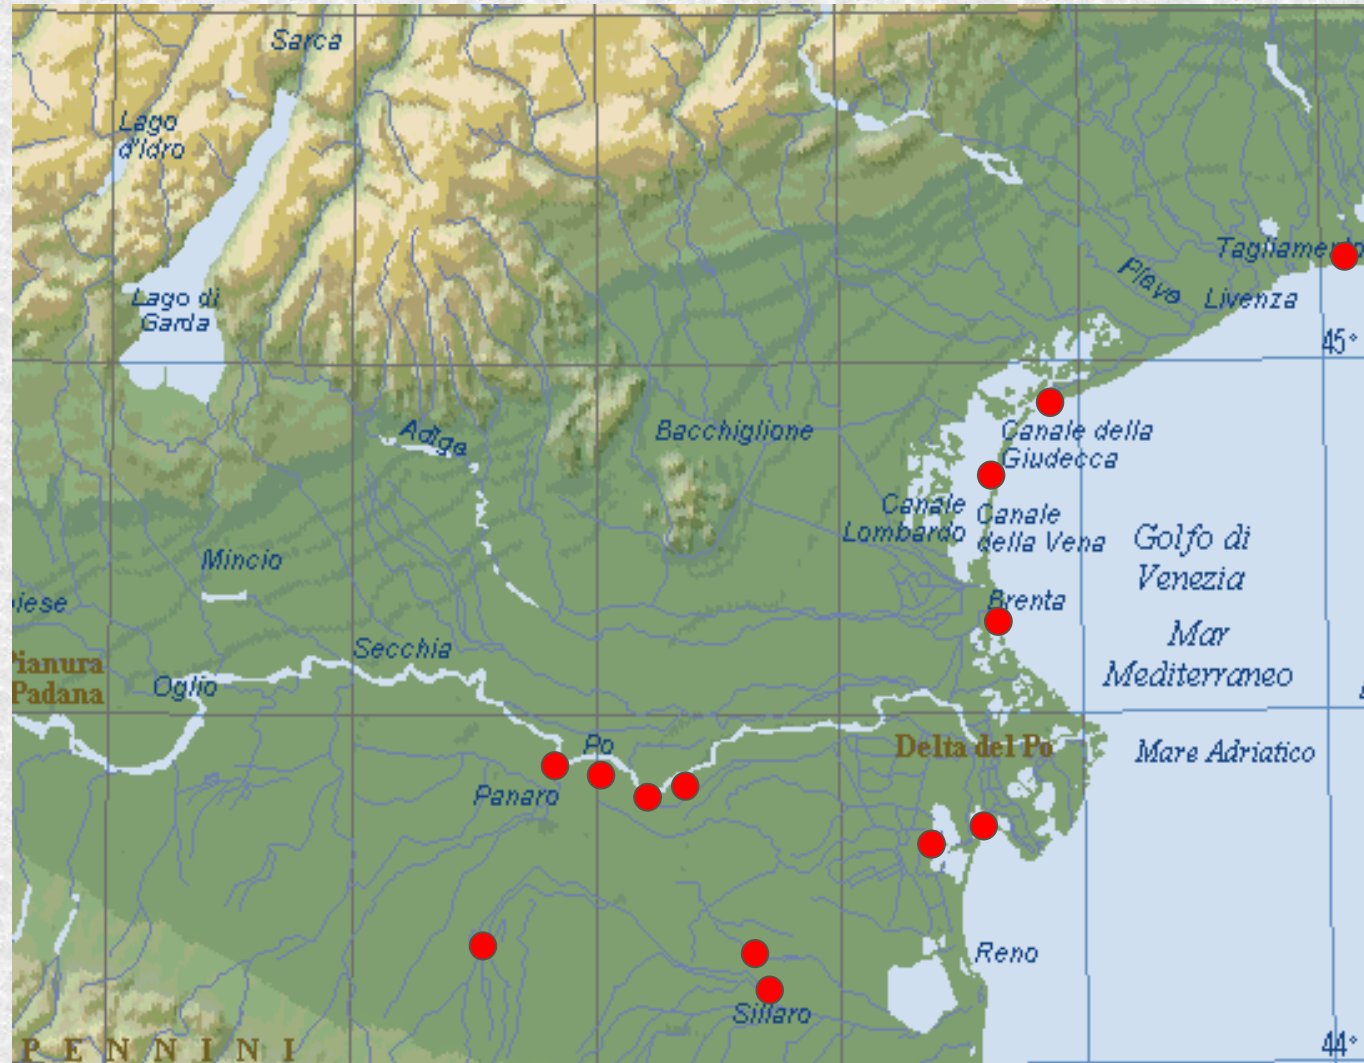 Sarca
Lago
d'Idro
Tagliamento
Piave
Livenza
Lago di
Garda
45°
Adige
Bacchiglione
Canale della
Giudecca
Canale
Lombardo
Canale
della Vena
Golfo di
Venezia
Mincio
iese
Brenta
Mar
Mediterraneo
Secchia
Pianura
Padana
Oglio
Po
Delta del Po
Mare Adriatico
Panaro
Reno
Sillaro
PENNINI
44°